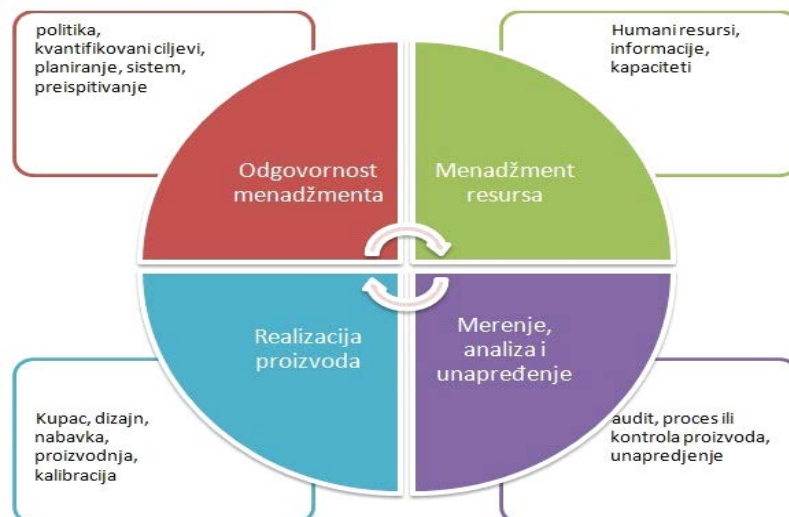 politika,
kvantifikovani ciljevi,
planiranje, sistem,
preispitivanje
Humani resursi,
informacije,
kapaciteti
Odgovornost
menadžmenta
Menadžment
resursa
Realizacija
proizvoda
Merenje,
analiza i
unapređenje
Kupac, dizajn,
nabavka,
proizvodnja,
kalibracija
audit, proces ili
kontrola proizvoda,
unapredjenje